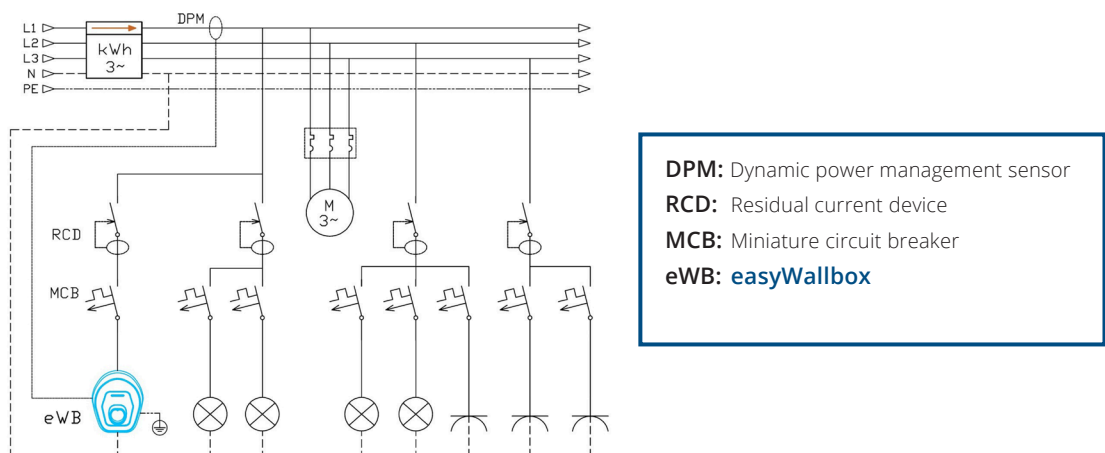 DPM
L1
L2
L3
N
PE
kWh
3~
M
3~
RCD
MCB
eWB
DPM: Dynamic power management sensor
RCD: Residual current device
MCB: Miniature circuit breaker
eWB: easyWallbox